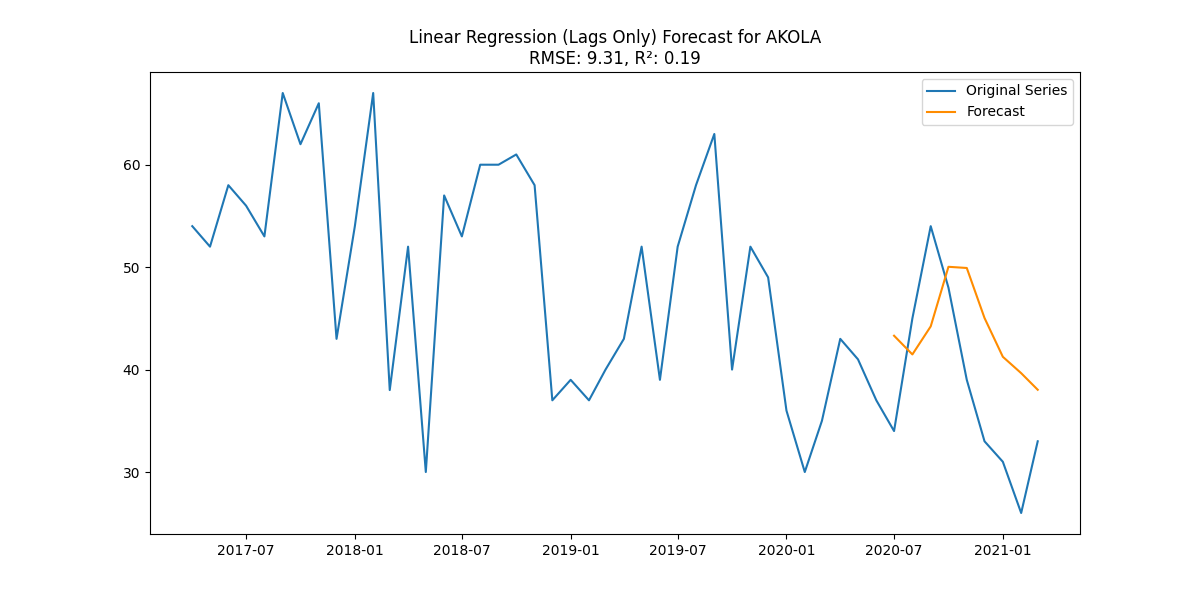 Linear Regression (Lags Only) Forecast for AKOLA
RMSE: 9.31, R²: 0.19
Original Series
Forecast
60
50
40
30
2017-07 2018-01 2018-07 2019-01 2019-07 2020-01 2020-07 2021-01